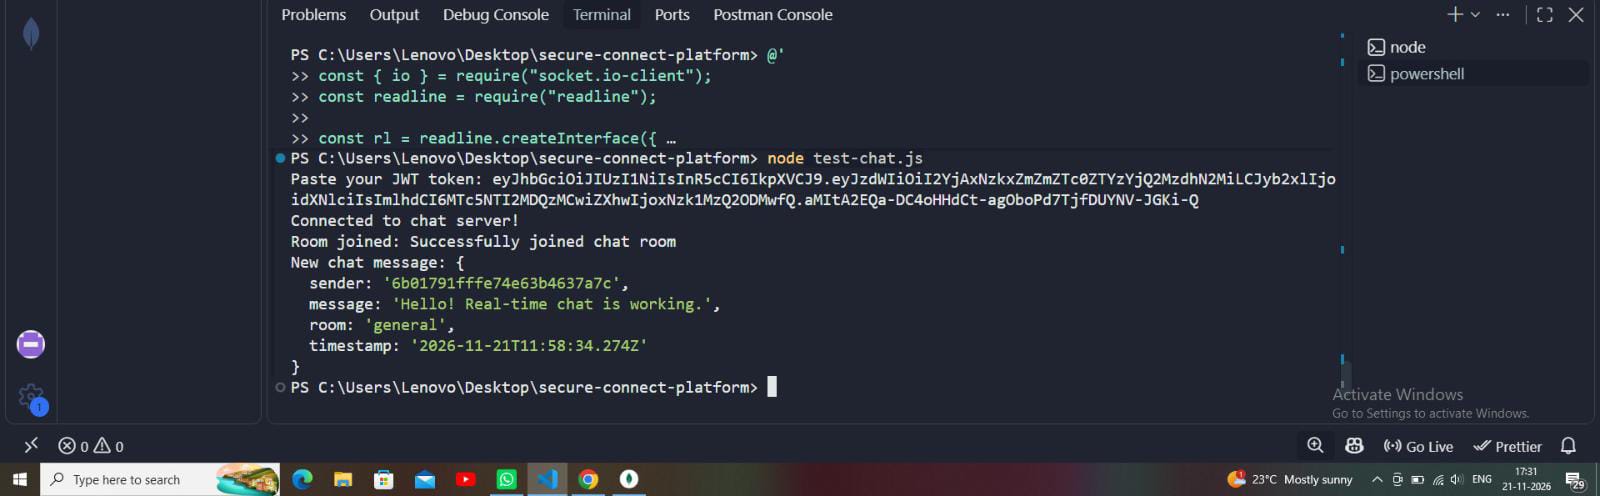 Problems Output Debug Console Terminal Ports Postman Console
PS C:\Users\Lenovo\Desktop\secure-connect-platform> @'
>> const { io } = require("socket.io-client");
>> const readline = require("readline");
>>
>> const rl = readline.createInterface({ …
PS C:\Users\Lenovo\Desktop\secure-connect-platform> node test-chat.js
Paste your JWT token: eyJhbGciOiJIUzI1NiIsInR5cCI6IkpXVCJ9.eyJzdWIiOiI2YjAxNzkxZmZmZTc0ZTYzYjQ2MzdhN2MiLCJyb2xlIjo
idXNlciIsImlhdCI6MTc5NTI2MDQzMCwiZXhwIjoxNzk1MzQ2ODMwfQ.aMItA2EQa-DC4oHHdCt-agOboPd7TjfDUYNV-JGKi-Q
Connected to chat server!
Room joined: Successfully joined chat room
New chat message: {
sender: '6b01791fffe74e63b4637a7c',
message: 'Hello! Real-time chat is working.',
room: 'general',
timestamp: '2026-11-21T11:58:34.274Z'
}
PS C:\Users\Lenovo\Desktop\secure-connect-platform>
node
powershell
1
Activate Windows
Go to Settings to activate Windows.
0 0
Go Live Prettier
Type here to search
23°C Mostly sunny
ENG
17:31
21-11-2026
29